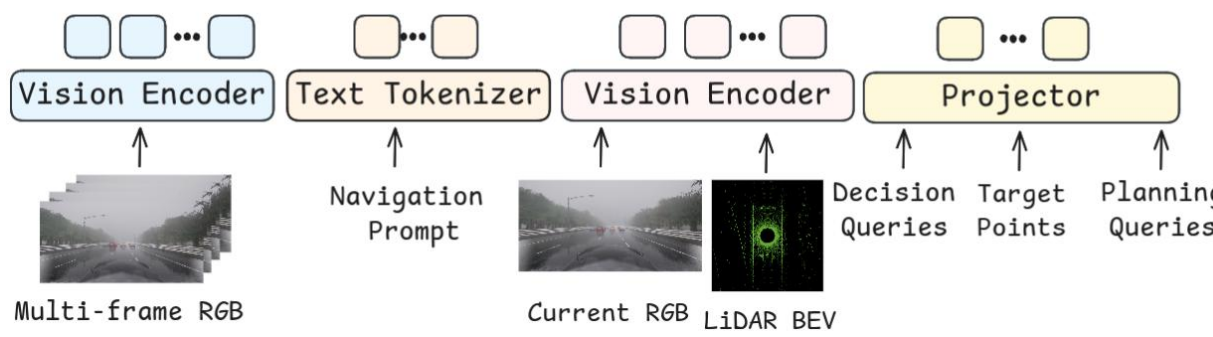 Vision Encoder
Text Tokenizer
Vision Encoder
Projector
Navigation
Prompt
Decision
Queries
Target
Points
Planning
Queries
Multi-frame RGB
Current RGB
LiDAR BEV